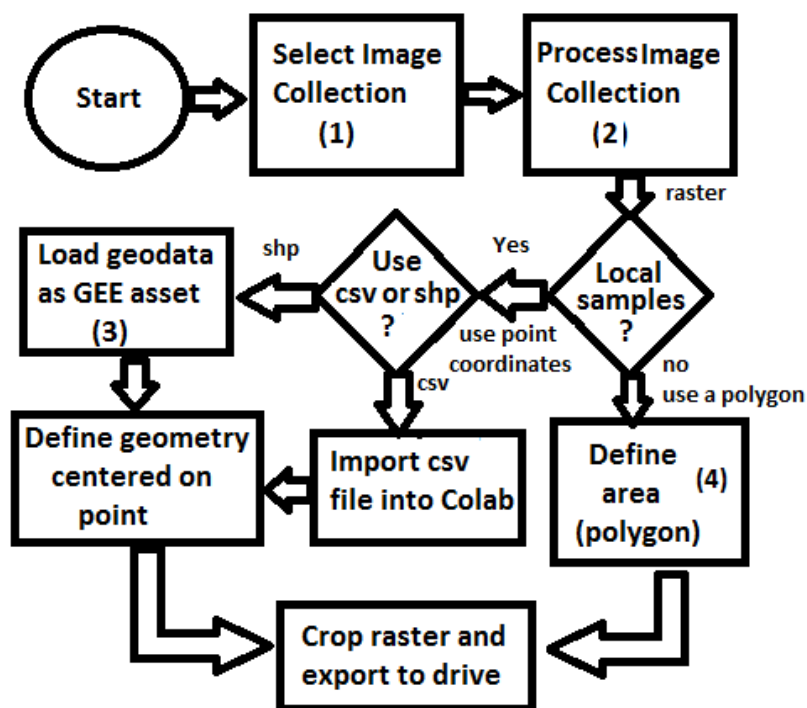 Start
Select Image
Collection
(1)
Process Image
Collection
(2)
raster
Local
samples
?
Yes
use point
coordinates
Use
csv or shp
?
shp
Load geodata
as GEE asset
(3)
csv
Import csv
file into Colab
Define geometry
centered on
point
no
use a polygon
Define
area (4)
(polygon)
Crop raster and
export to drive